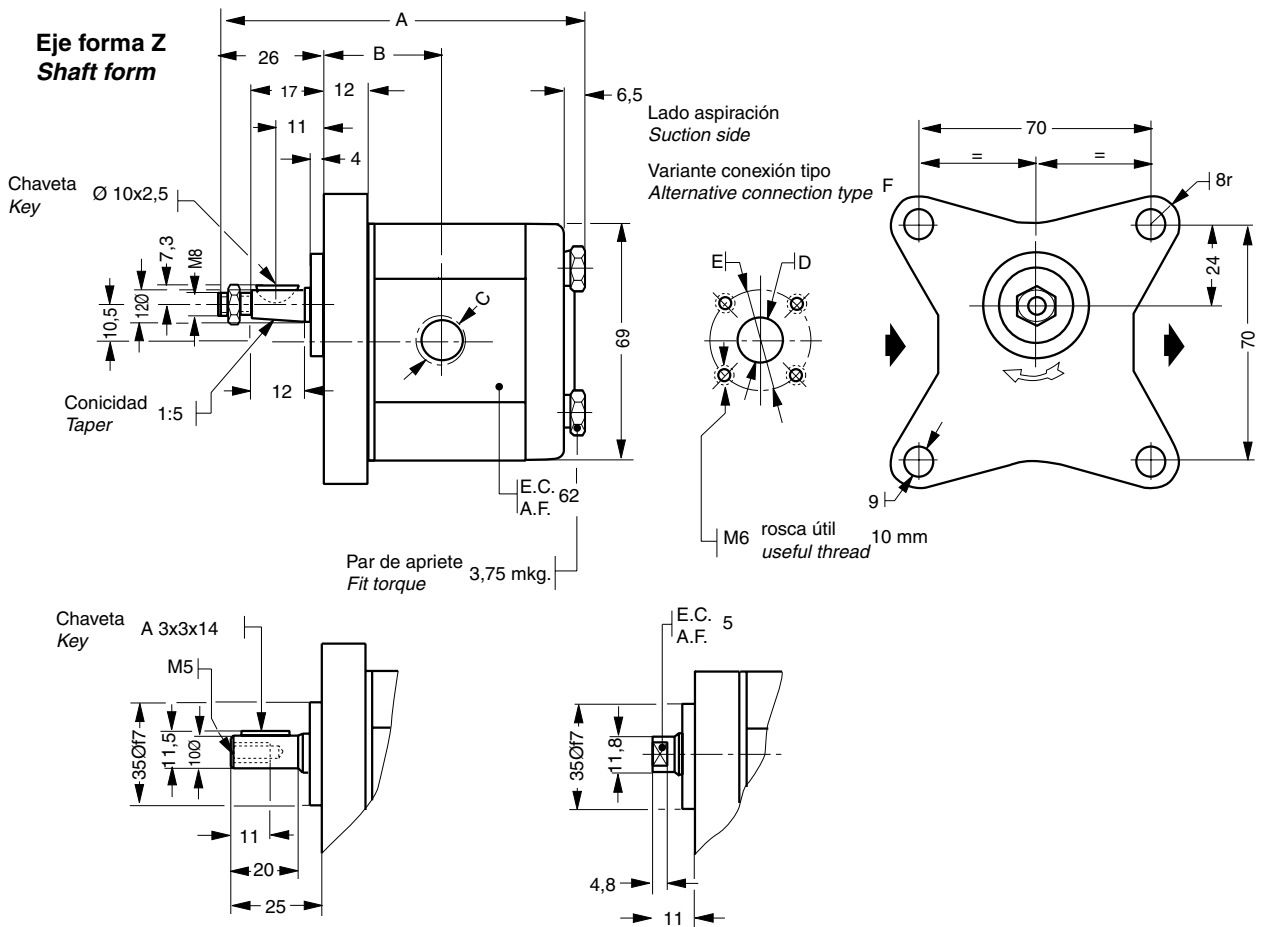 Eje forma Z
Shaft form
A
26
B
17
12
6,5
11
4
Lado aspiración
Suction side
Variante conexión tipo
Alternative connection type
F
70
=
=
8r
Chaveta
Key
Ø 10x2,5
7,3
M8
12Ø
10,5
C
E
D
24
69
70
12
Conicidad
Taper
1:5
E.C.
A.F.
62
9
M6
rosca útil
useful thread
10 mm
Par de apriete
Fit torque
3,75 mkg.
Chaveta
Key
A 3x3x14
M5
35Øf7
11,5
10Ø
11
20
25
E.C.
A.F.
5
35Øf7
11,8
4,8
11